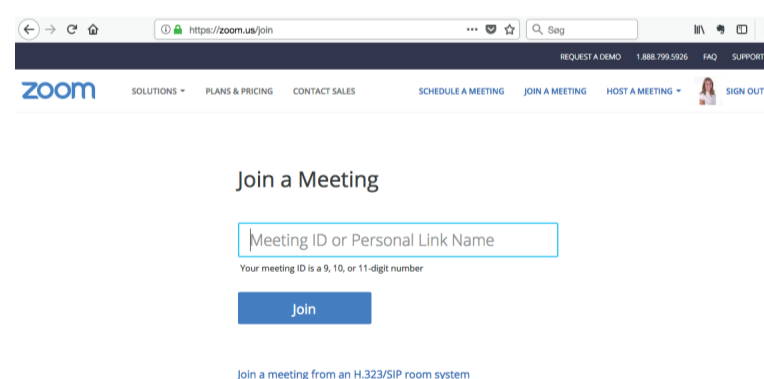 https://zoom.us/join
Søg
REQUEST A DEMO 1.888.799.5926 FAQ SUPPORT
zoom SOLUTIONS PLANS & PRICING CONTACT SALES SCHEDULE A MEETING JOIN A MEETING HOST A MEETING SIGN OUT
Join a Meeting
Meeting ID or Personal Link Name
Your meeting ID is a 9, 10, or 11-digit number
Join
Join a meeting from an H.323/SIP room system